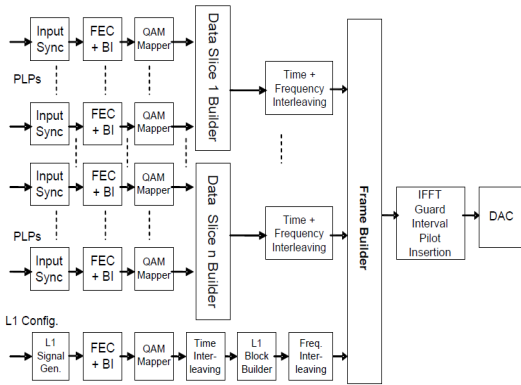 Input
Sync
FEC
+ BI
QAM
Mapper
Data Slice 1 Builder
PLPs
Time +
Frequency
Interleaving
Input
Sync
FEC
+ BI
QAM
Mapper
Input
Sync
FEC
+ BI
QAM
Mapper
Data Slice n Builder
PLPs
Time +
Frequency
Interleaving
Input
Sync
FEC
+ BI
QAM
Mapper
Frame Builder
IFFT
Guard
Interval
Pilot
Insertion
DAC
L1 Config.
L1
Signal
Gen.
FEC
+ BI
QAM
Mapper
Time
Inter-
leaving
L1
Block
Builder
Freq.
Inter-
leaving